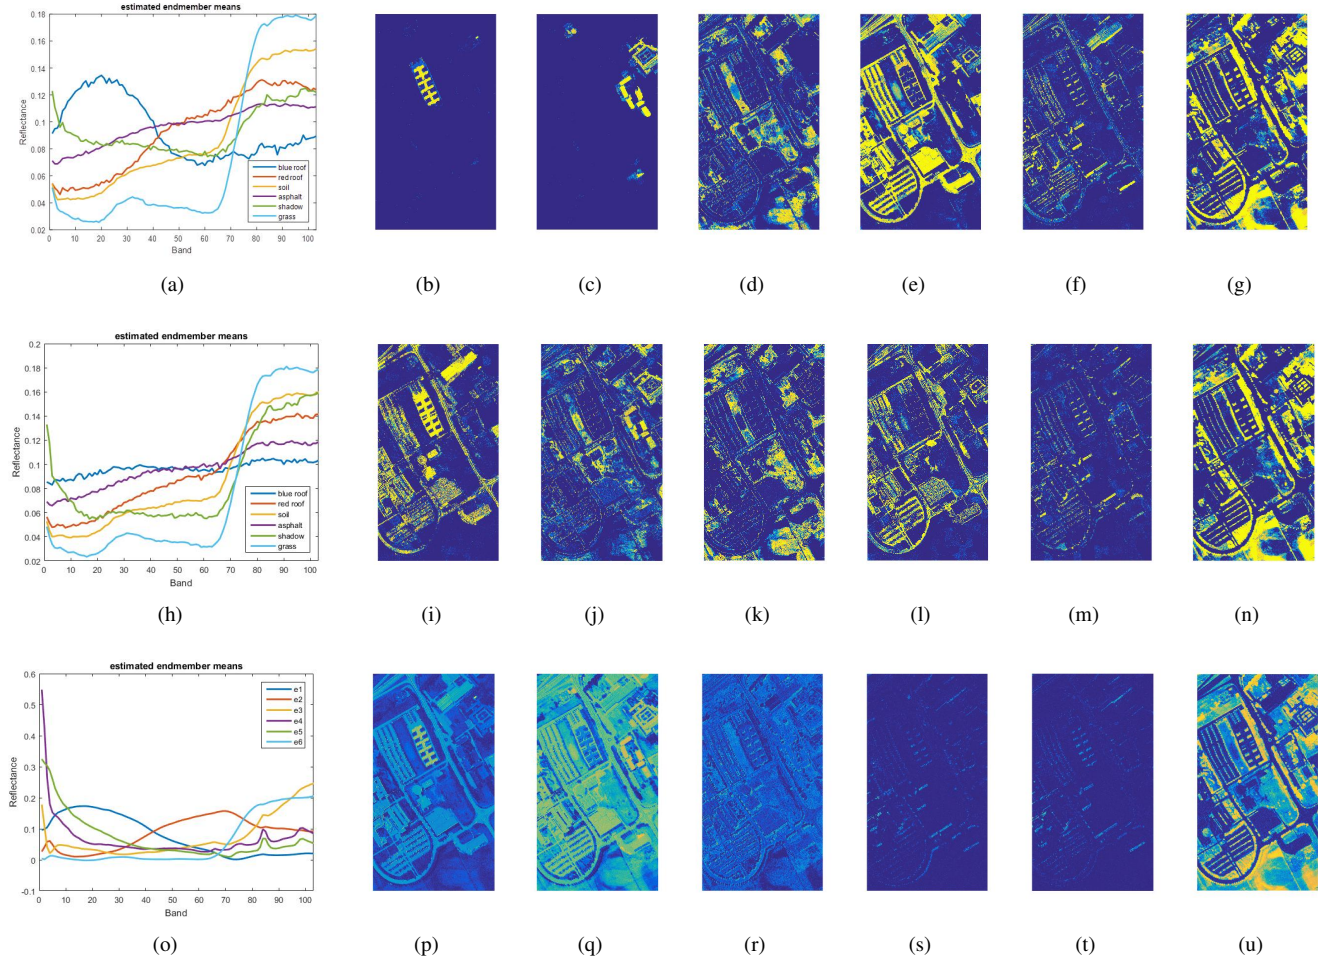 estimated endmember means
0.18
0.16
0.14
0.12
0.1
0.08
0.06
0.04
0.02
Reflectance
blue roof
red roof
soil
asphalt
shadow
grass
0 10 20 30 40 50 60 70 80 90 100
Band
(a) (b) (c) (d) (e) (f) (g)
estimated endmember means
0.2
0.18
0.16
0.14
0.12
0.1
0.08
0.06
0.04
0.02
Reflectance
blue roof
red roof
soil
asphalt
shadow
grass
0 10 20 30 40 50 60 70 80 90 100
Band
(h) (i) (j) (k) (l) (m) (n)
estimated endmember means
0.6
0.5
0.4
0.3
0.2
0.1
0
-0.1
Reflectance
e1
e2
e3
e4
e5
e6
0 10 20 30 40 50 60 70 80 90 100
Band
(o) (p) (q) (r) (s) (t) (u)